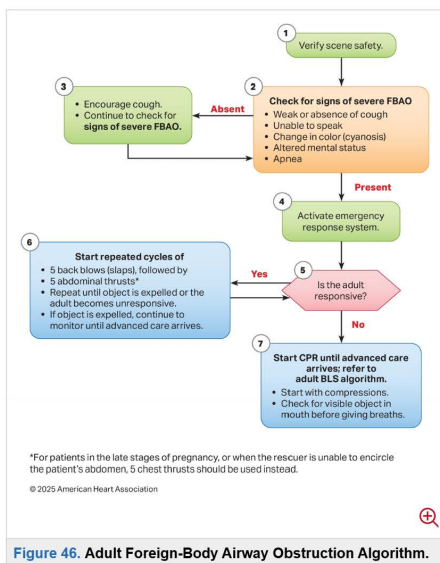 1
Verify scene safety.
3
• Encourage cough.
• Continue to check for
signs of severe FBAO.
Absent
2
Check for signs of severe FBAO
• Weak or absence of cough
• Unable to speak
• Change in color (cyanosis)
• Altered mental status
• Apnea
Present
4
Activate emergency
response system.
6
Start repeated cycles of
• 5 back blows (slaps), followed by
• 5 abdominal thrusts*
• Repeat until object is expelled or the
adult becomes unresponsive.
• If object is expelled, continue to
monitor until advanced care arrives.
Yes
5
Is the adult
responsive?
No
7
Start CPR until advanced care
arrives; refer to
adult BLS algorithm.
• Start with compressions.
• Check for visible object in
mouth before giving breaths.
*For patients in the late stages of pregnancy, or when the rescuer is unable to encircle
the patient's abdomen, 5 chest thrusts should be used instead.
© 2025 American Heart Association
Figure 46. Adult Foreign-Body Airway Obstruction Algorithm.